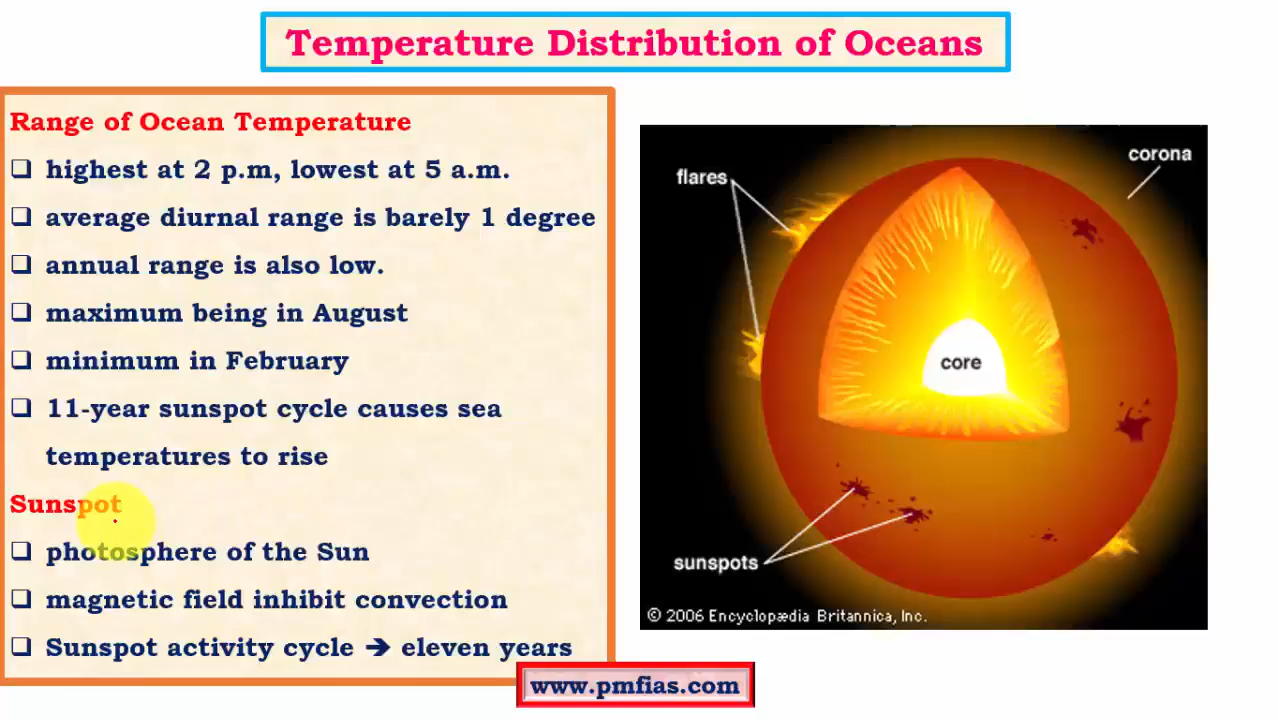 Temperature Distribution of Oceans
Range of Ocean Temperature
❑ highest at 2 p.m, lowest at 5 a.m.
❑ average diurnal range is barely 1 degree
❑ annual range is also low.
❑ maximum being in August
❑ minimum in February
❑ 11-year sunspot cycle causes sea
temperatures to rise
Sunspot
❑ photosphere of the Sun
❑ magnetic field inhibit convection
❑ Sunspot activity cycle ➔ eleven years
corona
flares
core
sunspots
© 2006 Encyclopædia Britannica, Inc.
www.pmfias.com